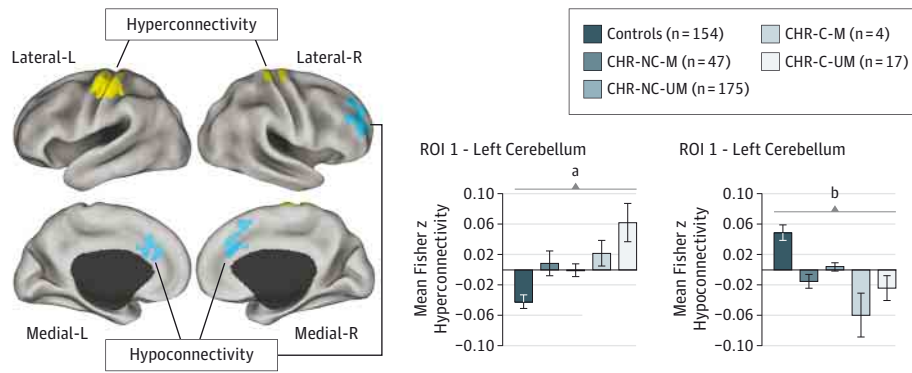 Hyperconnectivity
Lateral-L
Lateral-R
Medial-L
Medial-R
Hypoconnectivity
Controls (n = 154)
CHR-NC-M (n = 47)
CHR-NC-UM (n = 175)
CHR-C-M (n = 4)
CHR-C-UM (n = 17)
ROI 1 - Left Cerebellum
a
Mean Fisher z
Hyperconnectivity
0.10
0.06
0.02
−0.02
−0.06
−0.10
ROI 1 - Left Cerebellum
b
Mean Fisher z
Hypoconnectivity
0.10
0.06
0.02
−0.02
−0.06
−0.10